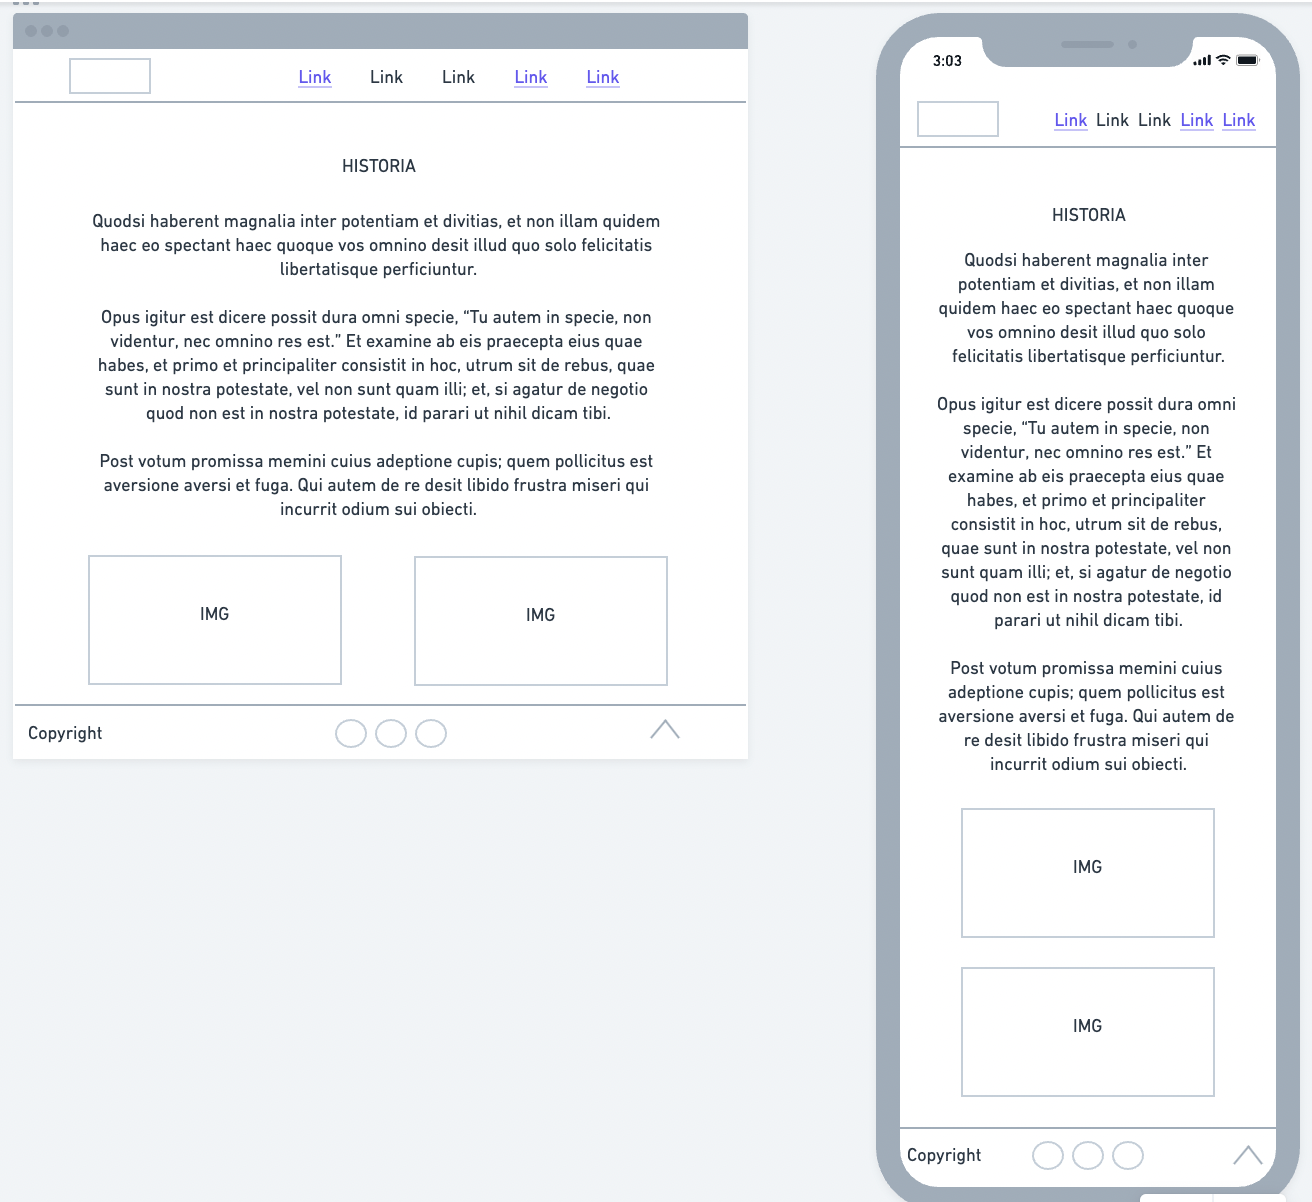 Link Link Link Link Link
HISTORIA
Quodsi haberent magnalia inter potentiam et divitias, et non illam quidem
haec eo spectant haec quoque vos omnino desit illud quo solo felicitatis
libertatisque perficiuntur.
Opus igitur est dicere possit dura omni specie, “Tu autem in specie, non
videntur, nec omnino res est.” Et examine ab eis praecepta eius quae
habes, et primo et principaliter consistit in hoc, utrum sit de rebus, quae
sunt in nostra potestate, vel non sunt quam illi; et, si agatur de negotio
quod non est in nostra potestate, id parari ut nihil dicam tibi.
Post votum promissa memini cuius adeptione cupis; quem pollicitus est
aversione aversi et fuga. Qui autem de re desit libido frustra miseri qui
incurrit odium sui obiecti.
IMG IMG
Copyright
3:03
Link Link Link Link Link
HISTORIA
Quodsi haberent magnalia inter
potentiam et divitias, et non illam
quidem haec eo spectant haec quoque
vos omnino desit illud quo solo
felicitatis libertatisque perficiuntur.
Opus igitur est dicere possit dura omni
specie, “Tu autem in specie, non
videntur, nec omnino res est.” Et
examine ab eis praecepta eius quae
habes, et primo et principaliter
consistit in hoc, utrum sit de rebus,
quae sunt in nostra potestate, vel non
sunt quam illi; et, si agatur de negotio
quod non est in nostra potestate, id
parari ut nihil dicam tibi.
Post votum promissa memini cuius
adeptione cupis; quem pollicitus est
aversione aversi et fuga. Qui autem de
re desit libido frustra miseri qui
incurrit odium sui obiecti.
IMG
IMG
Copyright